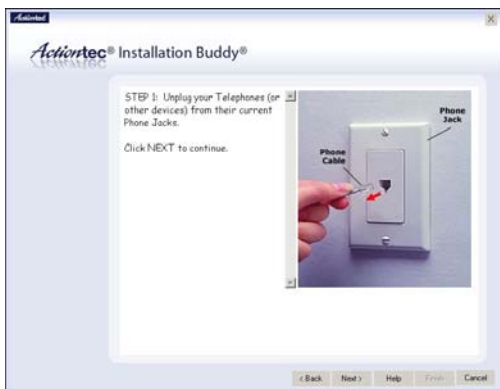 Actiontec
Actiontec® Installation Buddy®
STEP 1: Unplug your Telephones (or
other devices) from their current
Phone Jacks.
Click NEXT to continue.
Phone
Jack
Phone
Cable
< Back Next > Help Finish Cancel